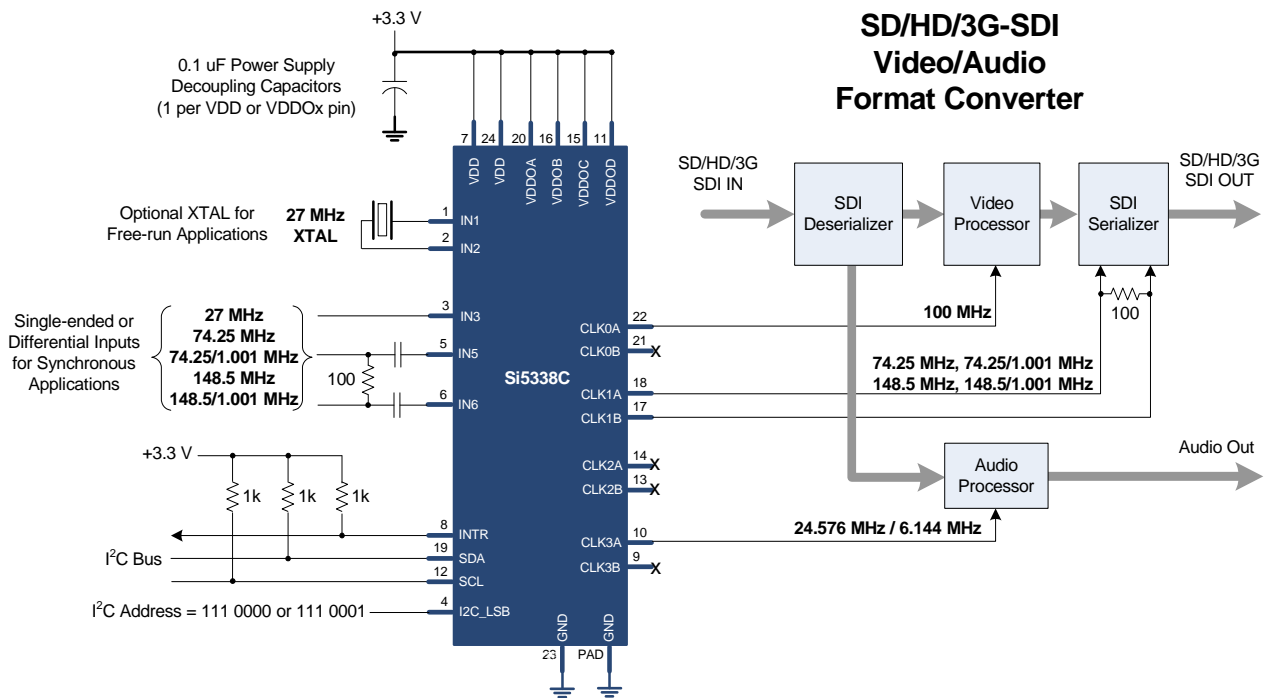 SD/HD/3G-SDI
Video/Audio
Format Converter
+3.3 V
0.1 uF Power Supply
Decoupling Capacitors
(1 per VDD or VDDOx pin)
7
24
20
16
15
11
VDD
VDD
VDDOA
VDDOB
VDDOC
VDDOD
Optional XTAL for
Free-run Applications
27 MHz
XTAL
1
IN1
2
IN2
Single-ended or
Differential Inputs
for Synchronous
Applications
27 MHz
74.25 MHz
74.25/1.001 MHz
148.5 MHz
148.5/1.001 MHz
100
3
IN3
5
IN5
6
IN6
Si5338C
+3.3 V
1k
1k
1k
8
INTR
I²C Bus
19
SDA
12
SCL
I²C Address = 111 0000 or 111 0001
4
I2C_LSB
GND
GND
23
PAD
22
CLK0A
21
CLK0B
X
18
CLK1A
17
CLK1B
14
CLK2A
X
13
CLK2B
X
10
CLK3A
9
CLK3B
X
SD/HD/3G
SDI IN
SDI
Deserializer
Video
Processor
SDI
Serializer
SD/HD/3G
SDI OUT
100 MHz
100
74.25 MHz, 74.25/1.001 MHz
148.5 MHz, 148.5/1.001 MHz
Audio
Processor
Audio Out
24.576 MHz / 6.144 MHz